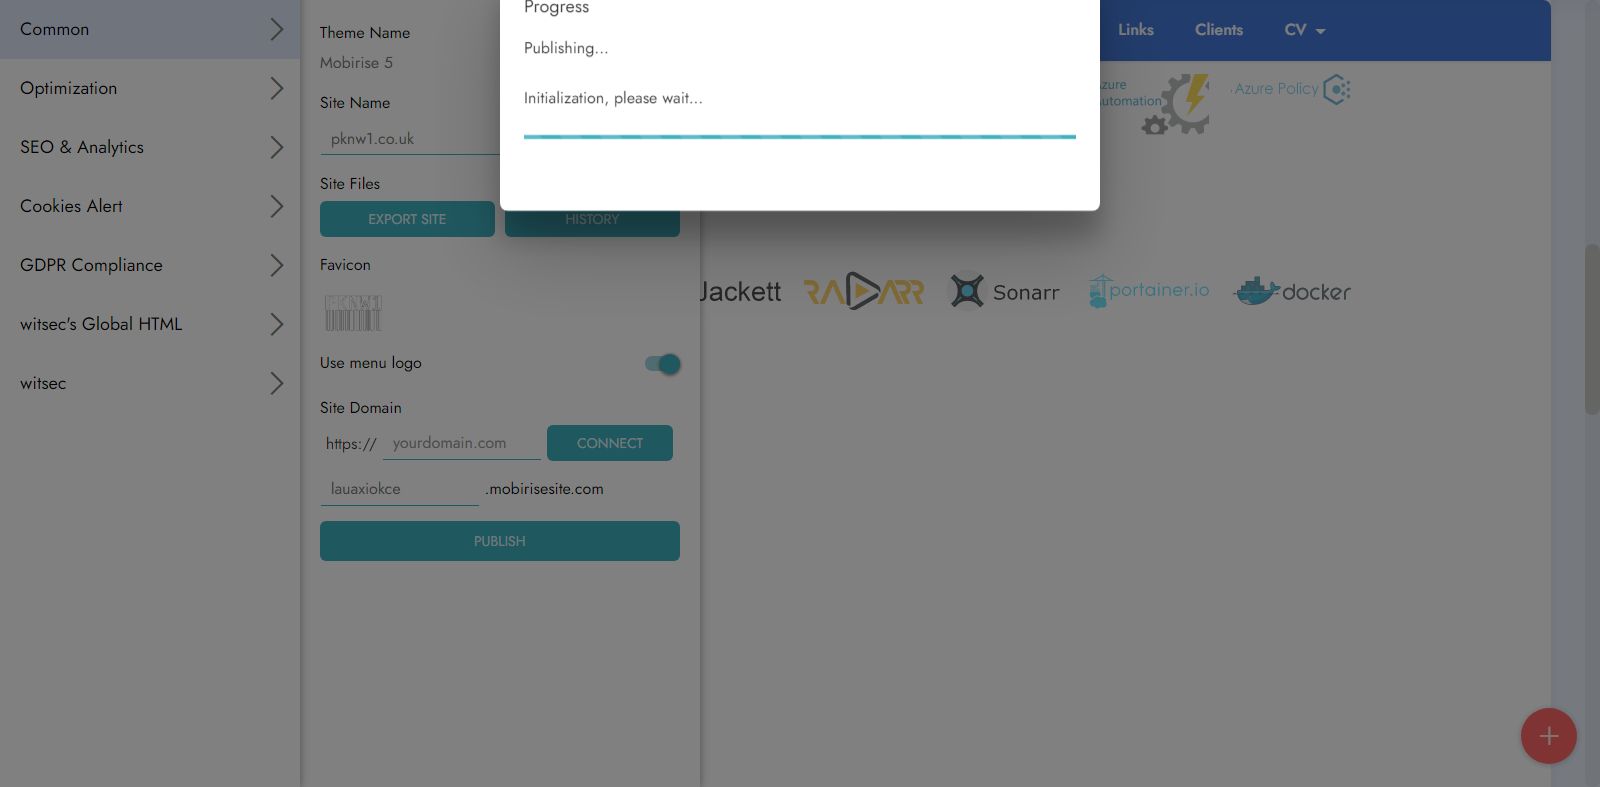 Common
Optimization
SEO & Analytics
Cookies Alert
GDPR Compliance
witsec's Global HTML
witsec
Theme Name
Mobirise 5
Site Name
pknw1.co.uk
Site Files
EXPORT SITE
HISTORY
Favicon
PKNW1
Use menu logo
Site Domain
https:// yourdomain.com CONNECT
lauaxiokce .mobirisesite.com
PUBLISH
Progress
Publishing...
Initialization, please wait...
Links Clients CV
Azure Policy
Jackett RADARR Sonarr portainer.io docker